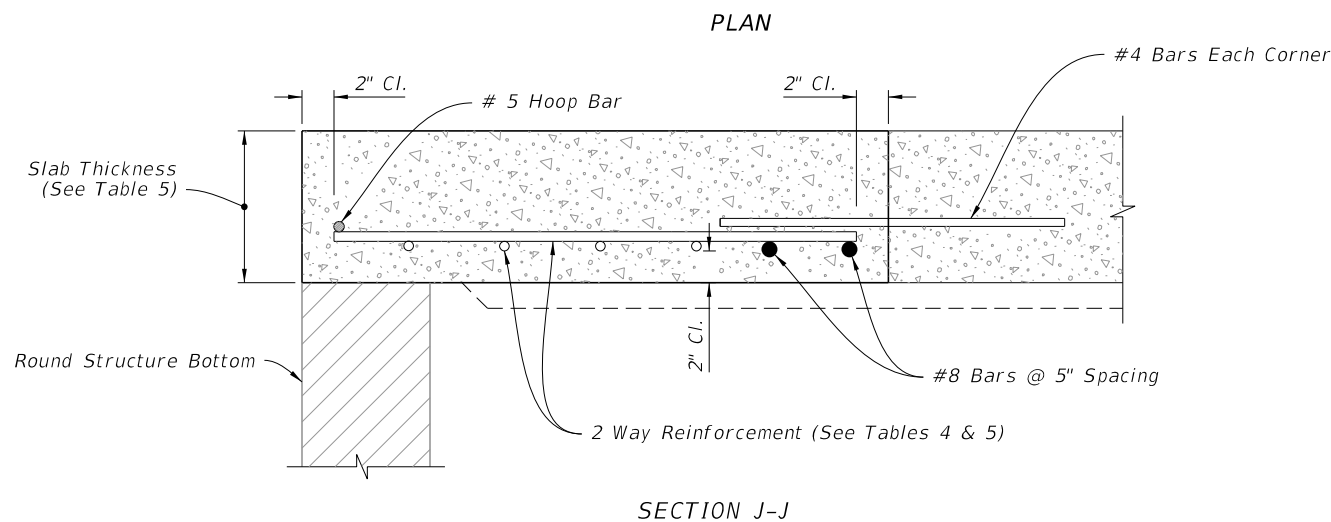 PLAN
#4 Bars Each Corner
2" Cl.
2" Cl.
# 5 Hoop Bar
Slab Thickness
(See Table 5)
2" Cl.
Round Structure Bottom
#8 Bars @ 5" Spacing
2 Way Reinforcement (See Tables 4 & 5)
SECTION J-J